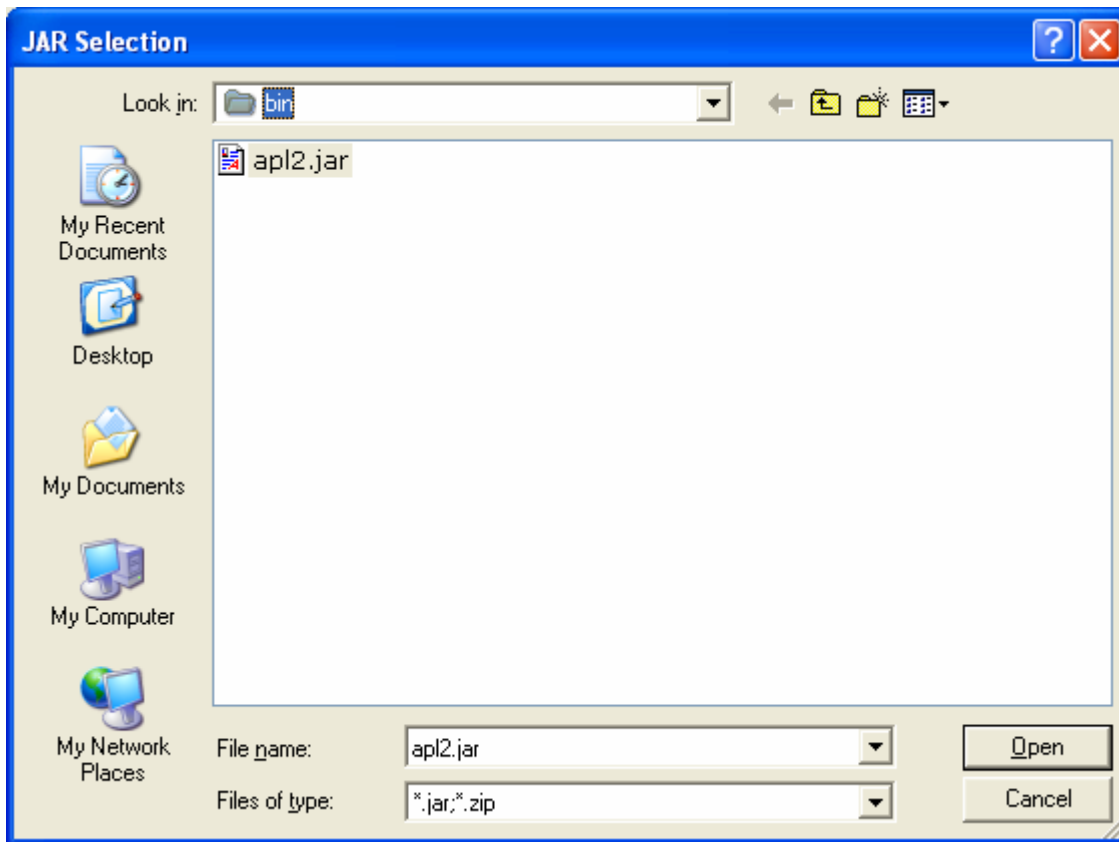 JAR Selection
Look in:
bin
apl2.jar
My Recent
Documents
Desktop
My Documents
My Computer
My Network
Places
File name:
apl2.jar
Open
Files of type:
*.jar;*.zip
Cancel